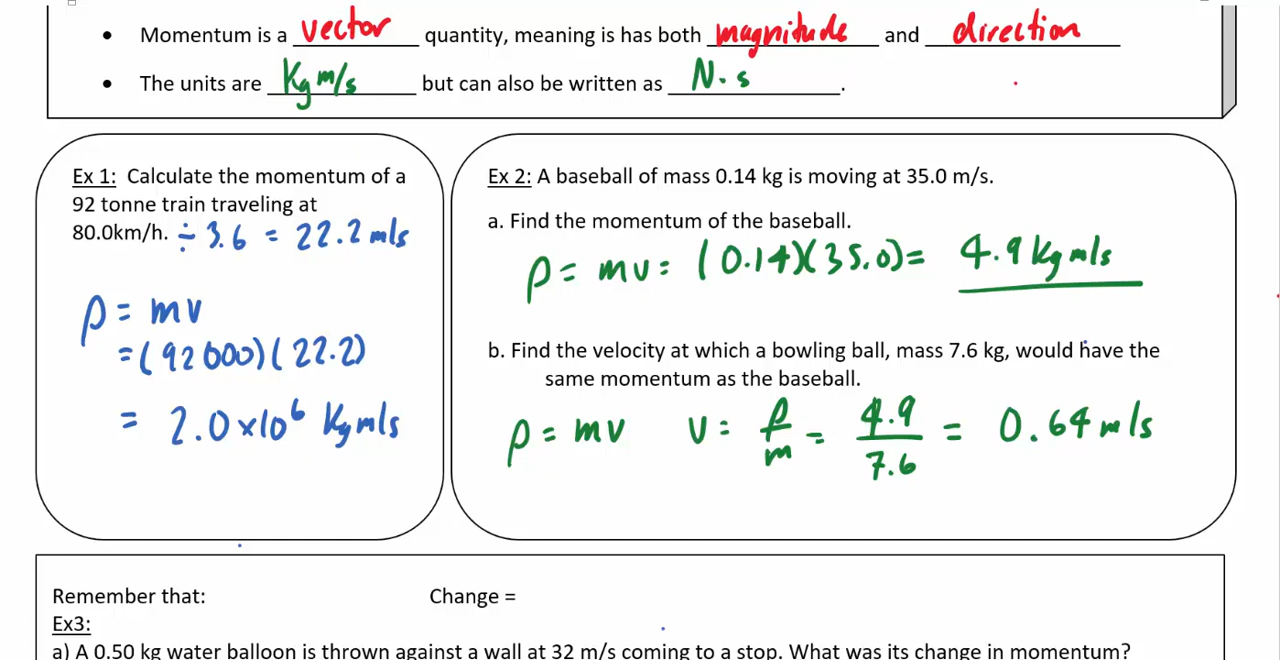 • Momentum is a vector quantity, meaning is has both magnitude and direction
• The units are Kg m/s but can also be written as N·s.
Ex 1: Calculate the momentum of a
92 tonne train traveling at
80.0km/h. ÷ 3.6 = 22.2 m/s
p = mv
= (92 000)(22.2)
= 2.0 x 10⁶ Kg m/s
Ex 2: A baseball of mass 0.14 kg is moving at 35.0 m/s.
a. Find the momentum of the baseball.
p = mv = (0.14)(35.0) = 4.9 kg m/s
b. Find the velocity at which a bowling ball, mass 7.6 kg, would have the
same momentum as the baseball.
p = mv v = p/m = 4.9/7.6 = 0.64 m/s
Remember that: Change =
Ex3:
a) A 0.50 kg water balloon is thrown against a wall at 32 m/s coming to a stop. What was its change in momentum?